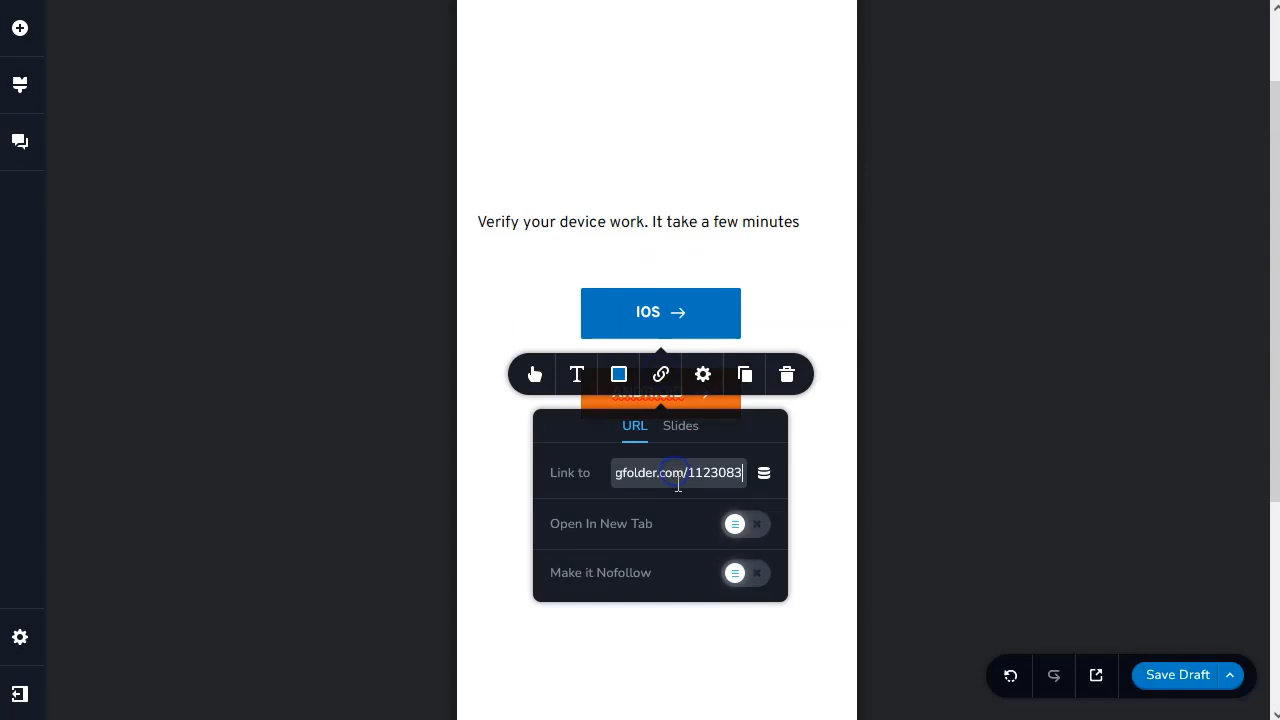 Verify your device work. It take a few minutes
IOS
ANDROID
URL
Slides
Link to
gfolder.com/1123083
Open In New Tab
Make it Nofollow
Save Draft